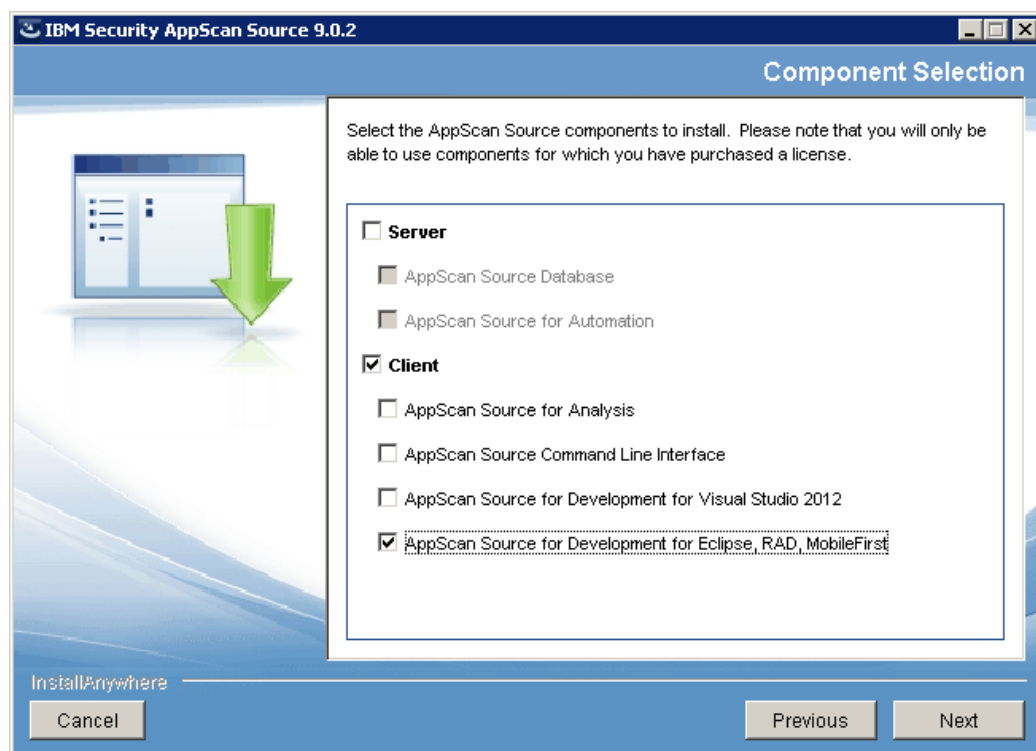 IBM Security AppScan Source 9.0.2
Component Selection
Select the AppScan Source components to install. Please note that you will only be
able to use components for which you have purchased a license.
Server
AppScan Source Database
AppScan Source for Automation
Client
AppScan Source for Analysis
AppScan Source Command Line Interface
AppScan Source for Development for Visual Studio 2012
AppScan Source for Development for Eclipse, RAD, MobileFirst
InstallAnywhere
Cancel
Previous
Next